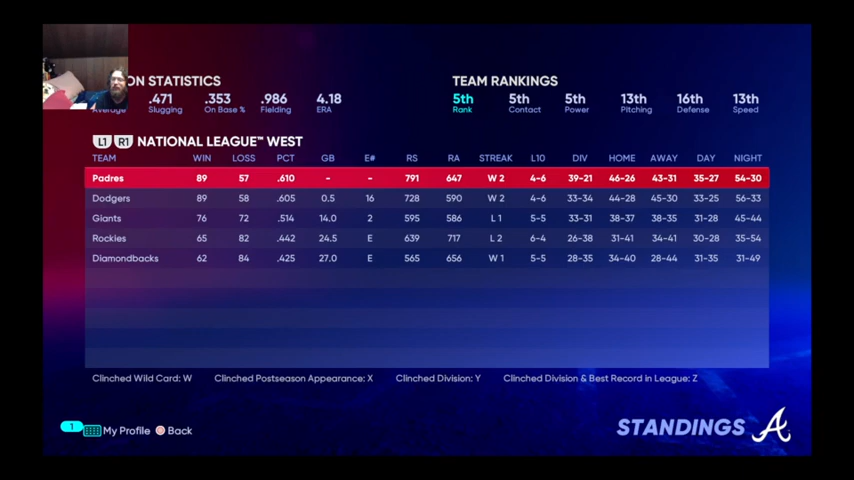 ON STATISTICS
TEAM RANKINGS
.471 .353 .986 4.18 5th 5th 5th 13th 16th 13th
Average Slugging On Base % Fielding ERA Rank Contact Power Pitching Defense Speed
L1 R1 NATIONAL LEAGUE™ WEST
TEAM WIN LOSS PCT GB E# RS RA STREAK L10 DIV HOME AWAY DAY NIGHT
Padres 89 57 .610 - - 791 647 W 2 4-6 39-21 46-26 43-31 35-27 54-30
Dodgers 89 58 .605 0.5 16 728 590 W 2 4-6 33-34 44-28 45-30 33-25 56-33
Giants 76 72 .514 14.0 2 595 586 L 1 5-5 33-31 38-37 38-35 31-28 45-44
Rockies 65 82 .442 24.5 E 639 717 L 2 6-4 26-38 31-41 34-41 30-28 35-54
Diamondbacks 62 84 .425 27.0 E 565 656 W 1 5-5 28-35 34-40 28-44 31-35 31-49
Clinched Wild Card: W Clinched Postseason Appearance: X Clinched Division: Y Clinched Division & Best Record in League: Z
1 My Profile Back
STANDINGS A